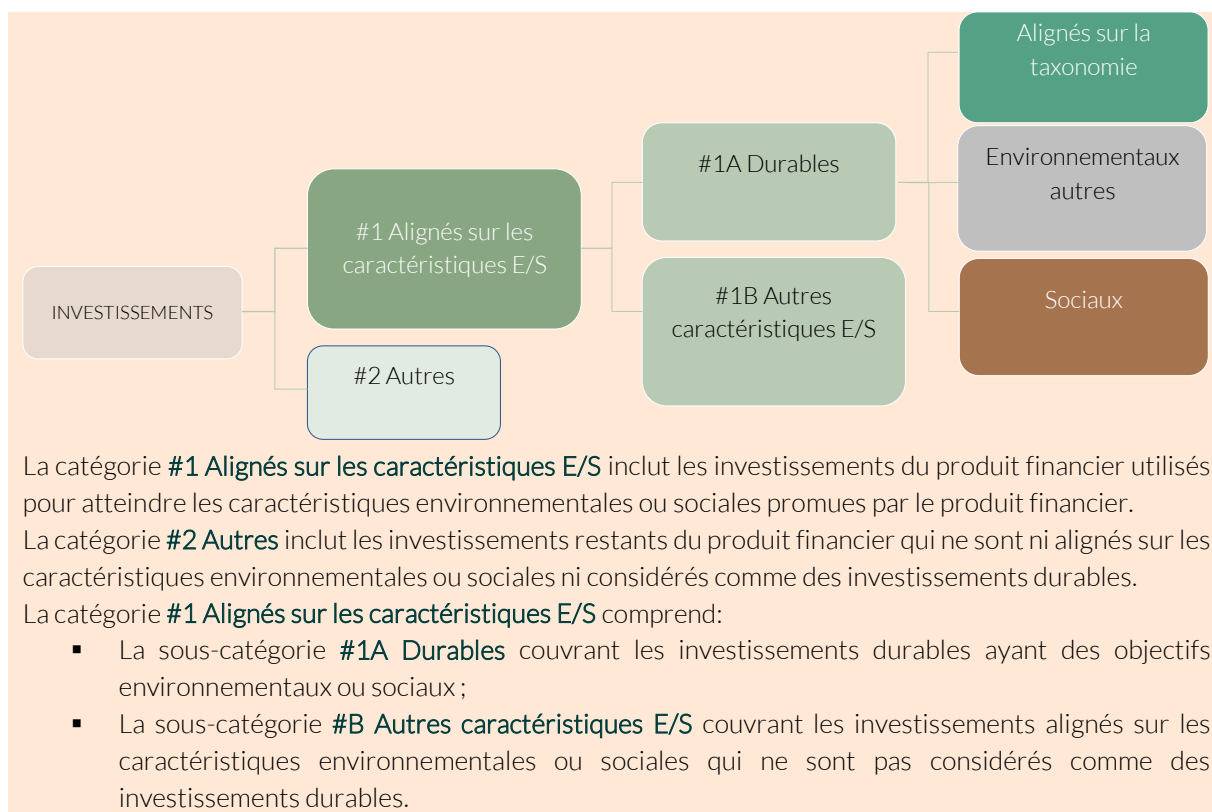 Alignés sur la
taxonomie
#1A Durables
Environnementaux
autres
#1 Alignés sur les
caractéristiques E/S
#1B Autres
caractéristiques E/S
Sociaux
INVESTISSEMENTS
#2 Autres
La catégorie #1 Alignés sur les caractéristiques E/S inclut les investissements du produit financier utilisés
pour atteindre les caractéristiques environnementales ou sociales promues par le produit financier.
La catégorie #2 Autres inclut les investissements restants du produit financier qui ne sont ni alignés sur les
caractéristiques environnementales ou sociales ni considérés comme des investissements durables.
La catégorie #1 Alignés sur les caractéristiques E/S comprend:
▪ La sous-catégorie #1A Durables couvrant les investissements durables ayant des objectifs
environnementaux ou sociaux ;
▪ La sous-catégorie #B Autres caractéristiques E/S couvrant les investissements alignés sur les
caractéristiques environnementales ou sociales qui ne sont pas considérés comme des
investissements durables.